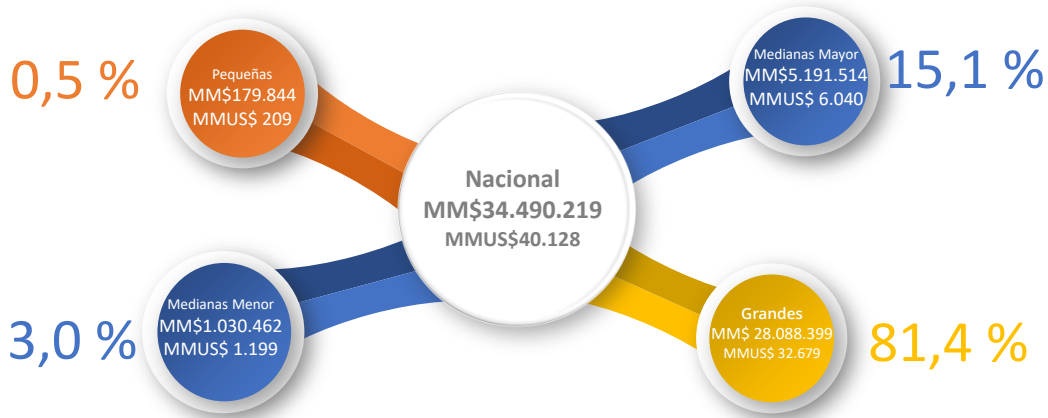 0,5 %
Pequeñas
MM$179.844
MMUS$ 209
Medianas Mayor
MM$5.191.514
MMUS$ 6.040
15,1 %
Nacional
MM$34.490.219
MMUS$40.128
3,0 %
Medianas Menor
MM$1.030.462
MMUS$ 1.199
Grandes
MM$ 28.088.399
MMUS$ 32.679
81,4 %